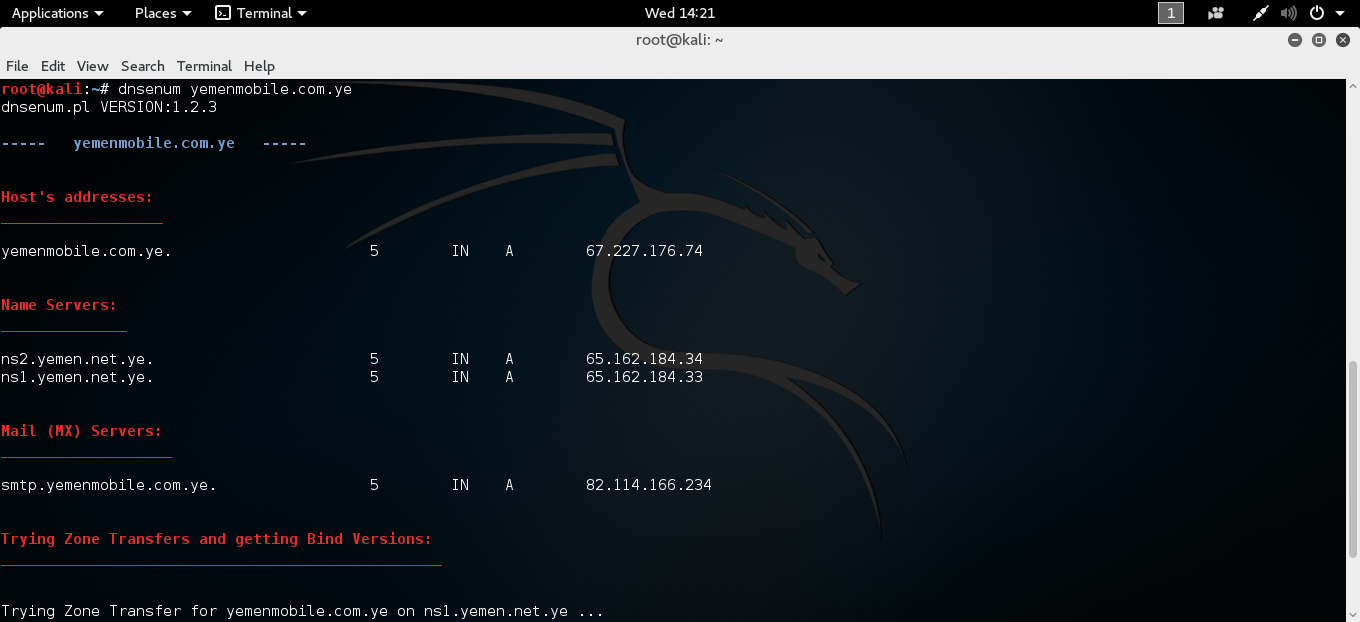 Applications Places Terminal Wed 14:21 1
root@kali: ~
File Edit View Search Terminal Help
root@kali:~# dnsenum yemenmobile.com.ye
dnsenum.pl VERSION:1.2.3
----- yemenmobile.com.ye -----
Host's addresses:
__________________
yemenmobile.com.ye. 5 IN A 67.227.176.74
Name Servers:
______________
ns2.yemen.net.ye. 5 IN A 65.162.184.34
ns1.yemen.net.ye. 5 IN A 65.162.184.33
Mail (MX) Servers:
___________________
smtp.yemenmobile.com.ye. 5 IN A 82.114.166.234
Trying Zone Transfers and getting Bind Versions:
_________________________________________________
Trying Zone Transfer for yemenmobile.com.ye on ns1.yemen.net.ye ...